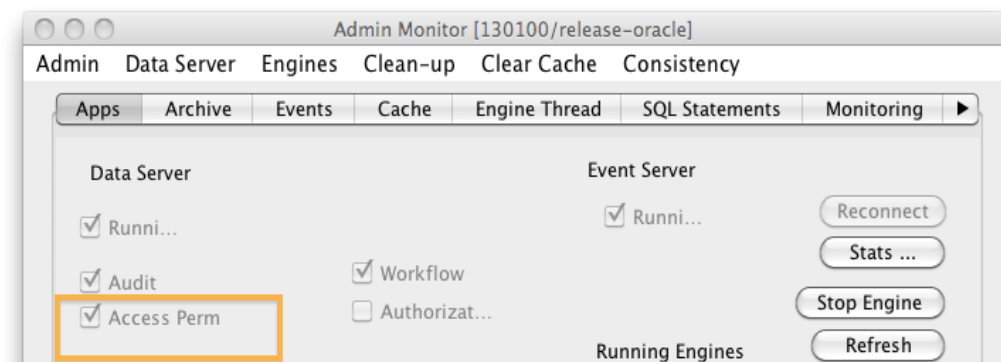 Admin Monitor [130100/release-oracle]
Admin Data Server Engines Clean-up Clear Cache Consistency
Apps Archive Events Cache Engine Thread SQL Statements Monitoring
Data Server Event Server
Runni... Runni... Reconnect
Stats ...
Audit Workflow
Access Perm Authorizat... Stop Engine
Running Engines Refresh